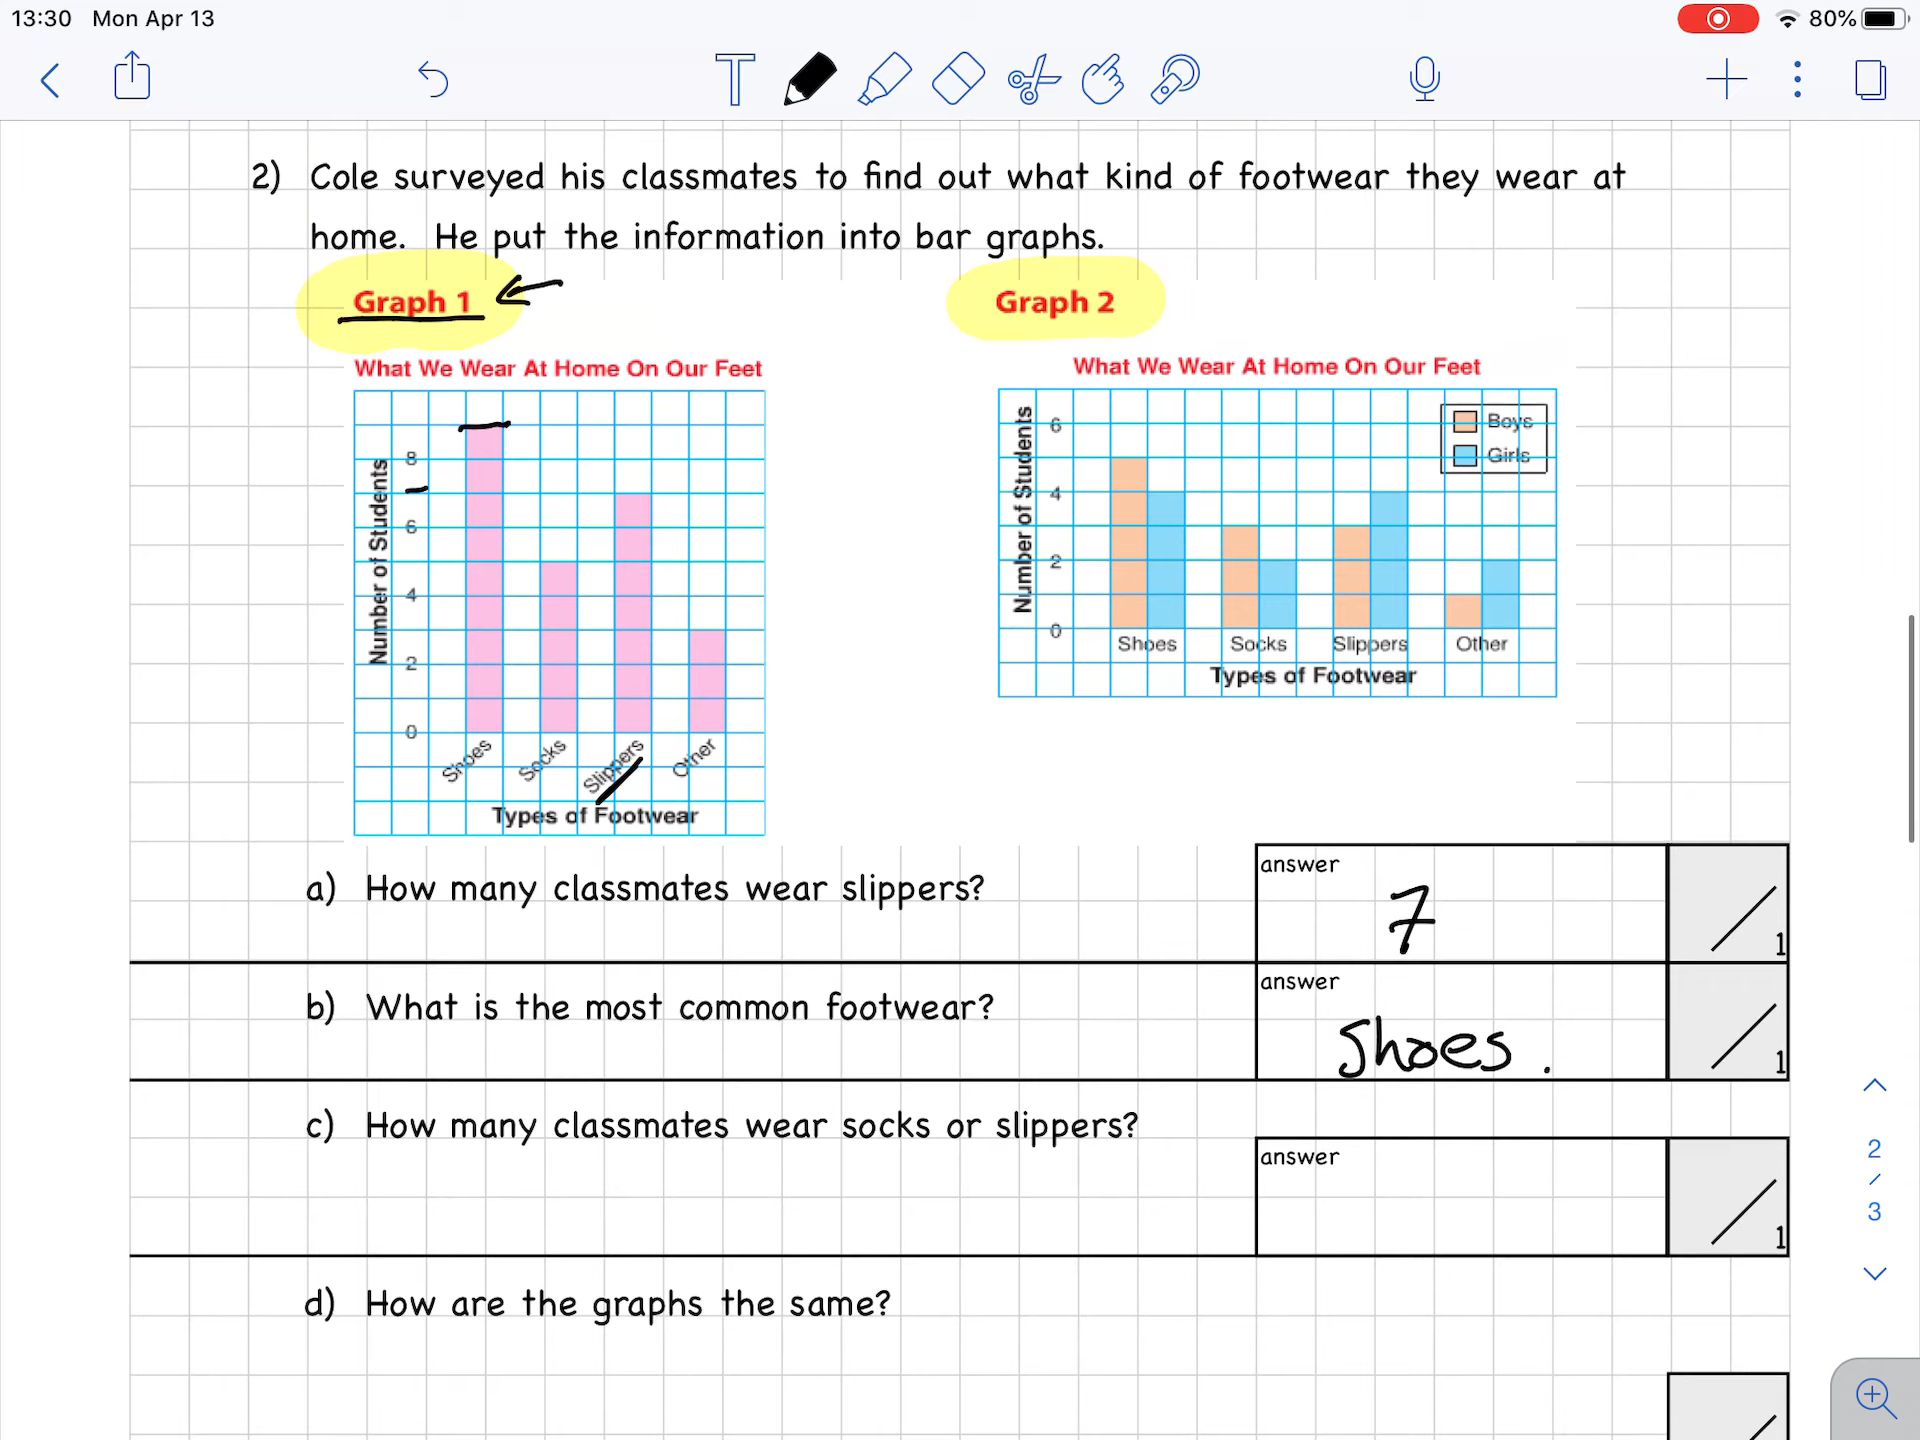 13:30 Mon Apr 13
80%
2) Cole surveyed his classmates to find out what kind of footwear they wear at
home. He put the information into bar graphs.
Graph 1
What We Wear At Home On Our Feet
Number of Students
8
6
4
2
0
Shoes
Socks
Slippers
Other
Types of Footwear
Graph 2
What We Wear At Home On Our Feet
Number of Students
6
4
2
0
Boys
Girls
Shoes Socks Slippers Other
Types of Footwear
a) How many classmates wear slippers?
answer
7
1
b) What is the most common footwear?
answer
Shoes.
1
c) How many classmates wear socks or slippers?
answer
1
d) How are the graphs the same?
2
/
3